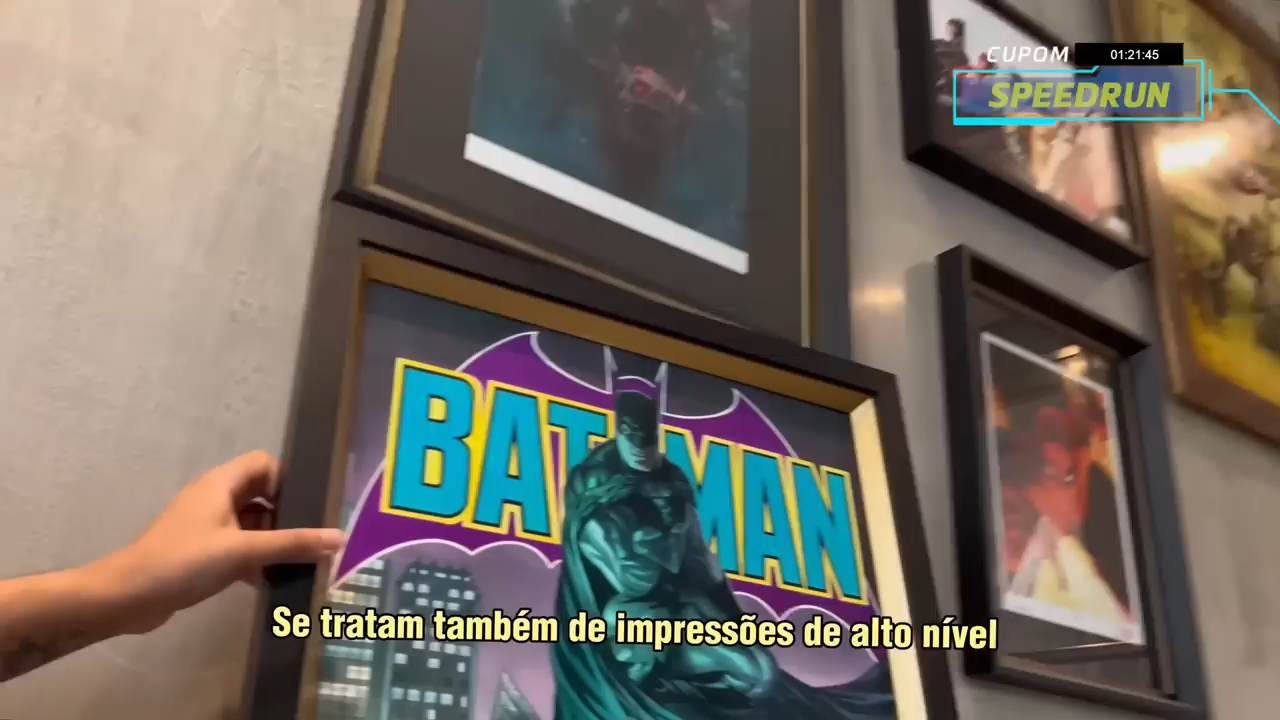 CUPOM 01:21:45
SPEEDRUN
BATMAN
Se tratam também de impressões de alto nível